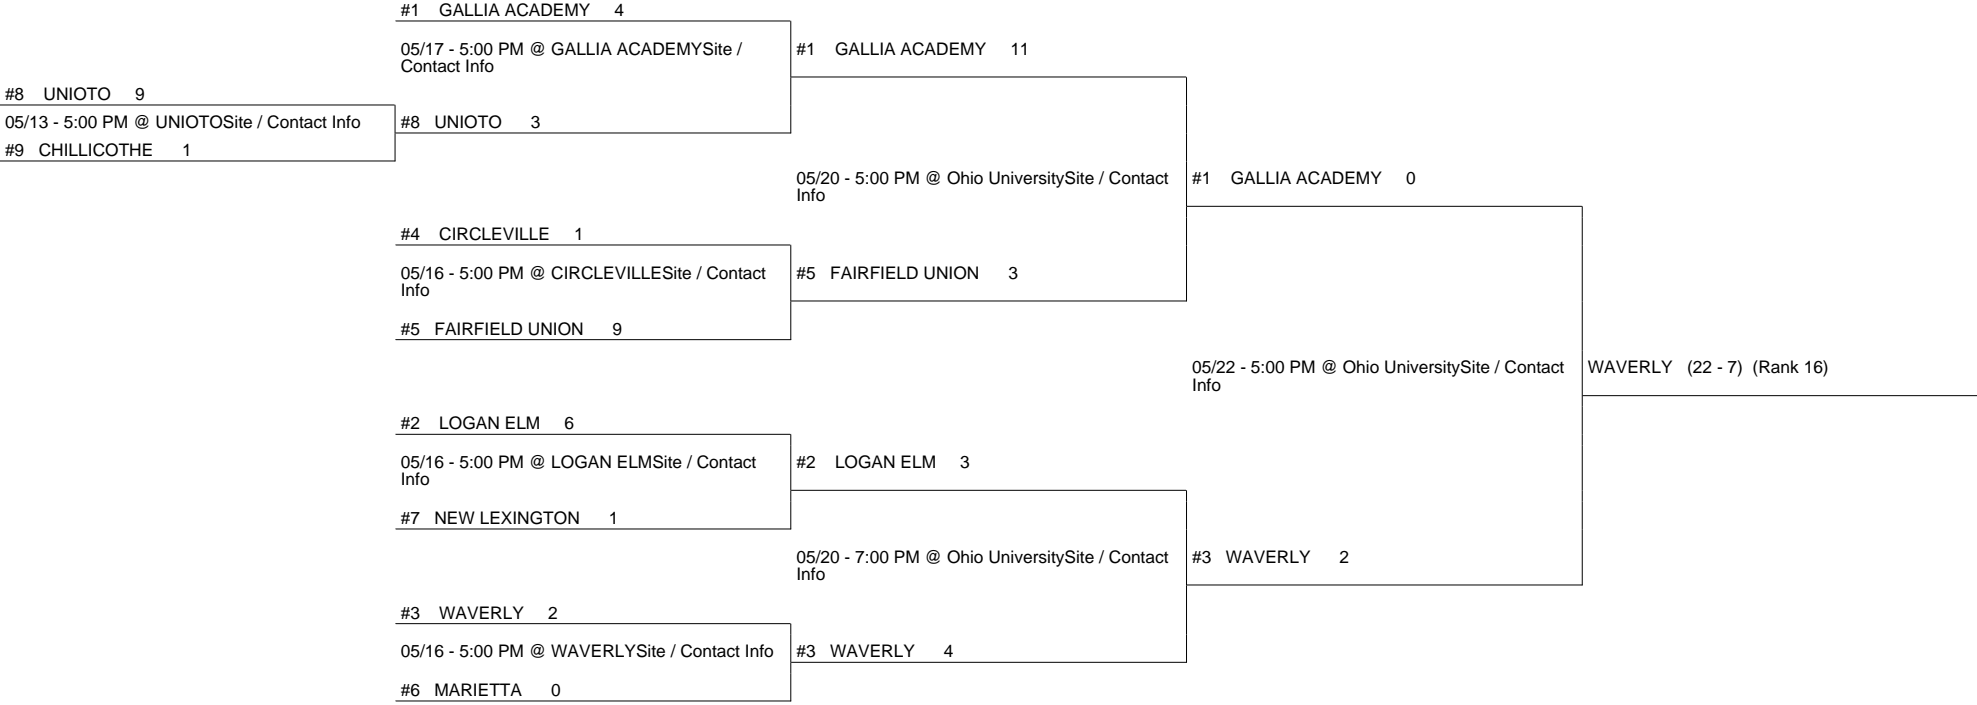 #1 GALLIA ACADEMY 4
05/17 - 5:00 PM @ GALLIA ACADEMYSite /
Contact Info
#1 GALLIA ACADEMY 11
#8 UNIOTO 9
05/13 - 5:00 PM @ UNIOTOSite / Contact Info
#8 UNIOTO 3
#9 CHILLICOTHE 1
05/20 - 5:00 PM @ Ohio UniversitySite / Contact
Info
#1 GALLIA ACADEMY 0
#4 CIRCLEVILLE 1
05/16 - 5:00 PM @ CIRCLEVILLESite / Contact
Info
#5 FAIRFIELD UNION 3
#5 FAIRFIELD UNION 9
05/22 - 5:00 PM @ Ohio UniversitySite / Contact
Info
WAVERLY (22 - 7) (Rank 16)
#2 LOGAN ELM 6
05/16 - 5:00 PM @ LOGAN ELMSite / Contact
Info
#2 LOGAN ELM 3
#7 NEW LEXINGTON 1
05/20 - 7:00 PM @ Ohio UniversitySite / Contact
Info
#3 WAVERLY 2
#3 WAVERLY 2
05/16 - 5:00 PM @ WAVERLYSite / Contact Info
#3 WAVERLY 4
#6 MARIETTA 0